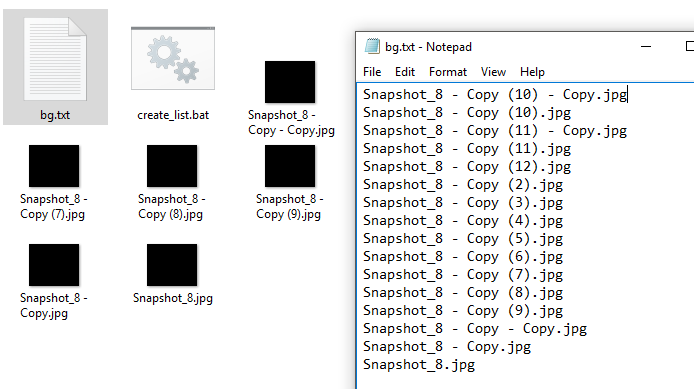 bg.txt
create_list.bat
Snapshot_8 -
Copy - Copy.jpg
Snapshot_8 -
Copy (7).jpg
Snapshot_8 -
Copy (8).jpg
Snapshot_8 -
Copy (9).jpg
Snapshot_8 -
Copy.jpg
Snapshot_8.jpg
bg.txt - Notepad
File Edit Format View Help
Snapshot_8 - Copy (10) - Copy.jpg
Snapshot_8 - Copy (10).jpg
Snapshot_8 - Copy (11) - Copy.jpg
Snapshot_8 - Copy (11).jpg
Snapshot_8 - Copy (12).jpg
Snapshot_8 - Copy (2).jpg
Snapshot_8 - Copy (3).jpg
Snapshot_8 - Copy (4).jpg
Snapshot_8 - Copy (5).jpg
Snapshot_8 - Copy (6).jpg
Snapshot_8 - Copy (7).jpg
Snapshot_8 - Copy (8).jpg
Snapshot_8 - Copy (9).jpg
Snapshot_8 - Copy - Copy.jpg
Snapshot_8 - Copy.jpg
Snapshot_8.jpg